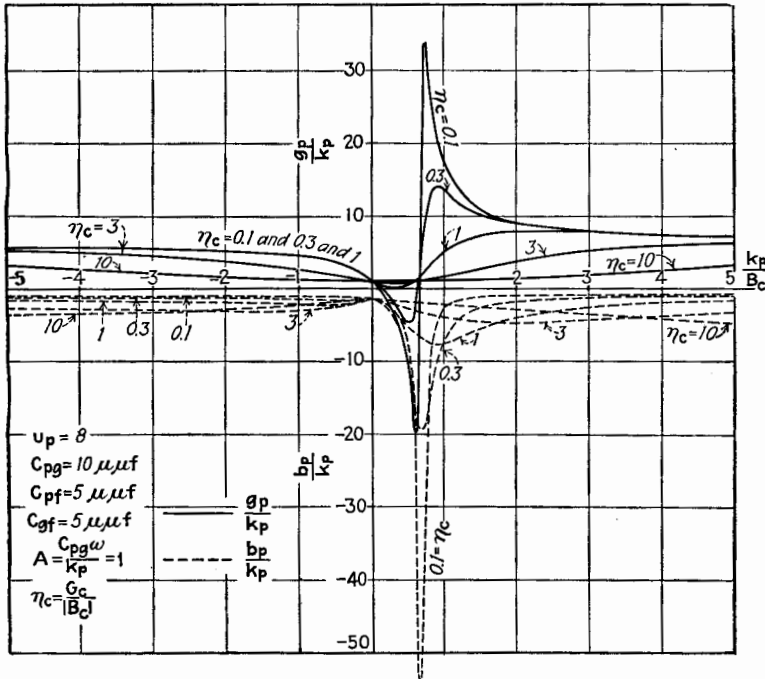 30
20
gp
kp
ηc=0.1
0.3
10
ηc=3
ηc=0.1 and 0.3 and 1
1
3
ηc=10
10
kp
Bc
-5 -4 -3 -2 -1 0 1 2 3 4 5
10 1 0.3 0.1 3
1 3 ηc=10
0.3
-10
-20
bp
kp
-30
-40
-50
0.1=ηc
up = 8
Cpg=10 μμf
Cpf=5 μμf
Cgf=5 μμf
A=Cpgω/kp=1
ηc=Gc/|Bc|
gp
kp
bp
kp